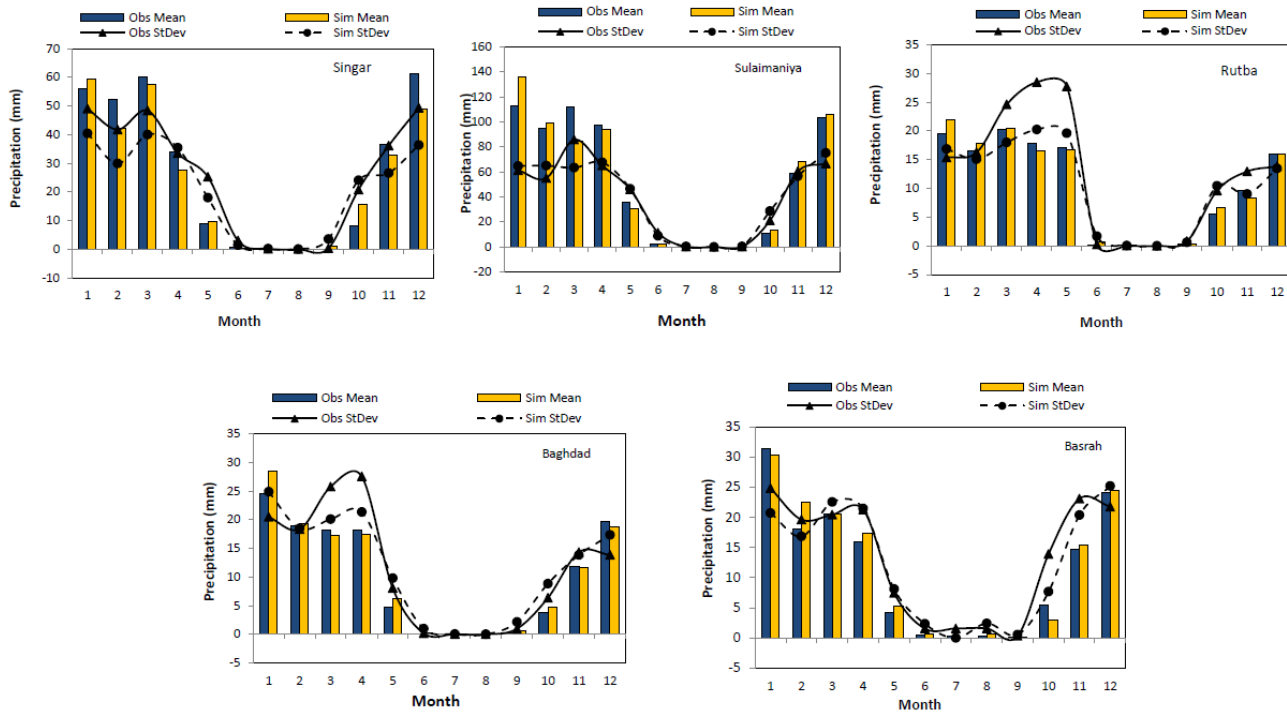 Obs Mean Sim Mean
Obs StDev Sim StDev
Singar
Precipitation (mm)
70
60
50
40
30
20
10
0
-10
1 2 3 4 5 6 7 8 9 10 11 12
Month
Obs Mean Sim Mean
Obs StDev Sim StDev
Sulaimaniya
Precipitation (mm)
160
140
120
100
80
60
40
20
0
-20
1 2 3 4 5 6 7 8 9 10 11 12
Month
Obs Mean Sim Mean
Obs StDev Sim StDev
Rutba
Precipitation (mm)
35
30
25
20
15
10
5
0
-5
1 2 3 4 5 6 7 8 9 10 11 12
Month
Obs Mean Sim Mean
Obs StDev Sim StDev
Baghdad
Precipitation (mm)
35
30
25
20
15
10
5
0
-5
1 2 3 4 5 6 7 8 9 10 11 12
Month
Obs Mean Sim Mean
Obs StDev Sim StDev
Basrah
Precipitation (mm)
35
30
25
20
15
10
5
0
-5
1 2 3 4 5 6 7 8 9 10 11 12
Month